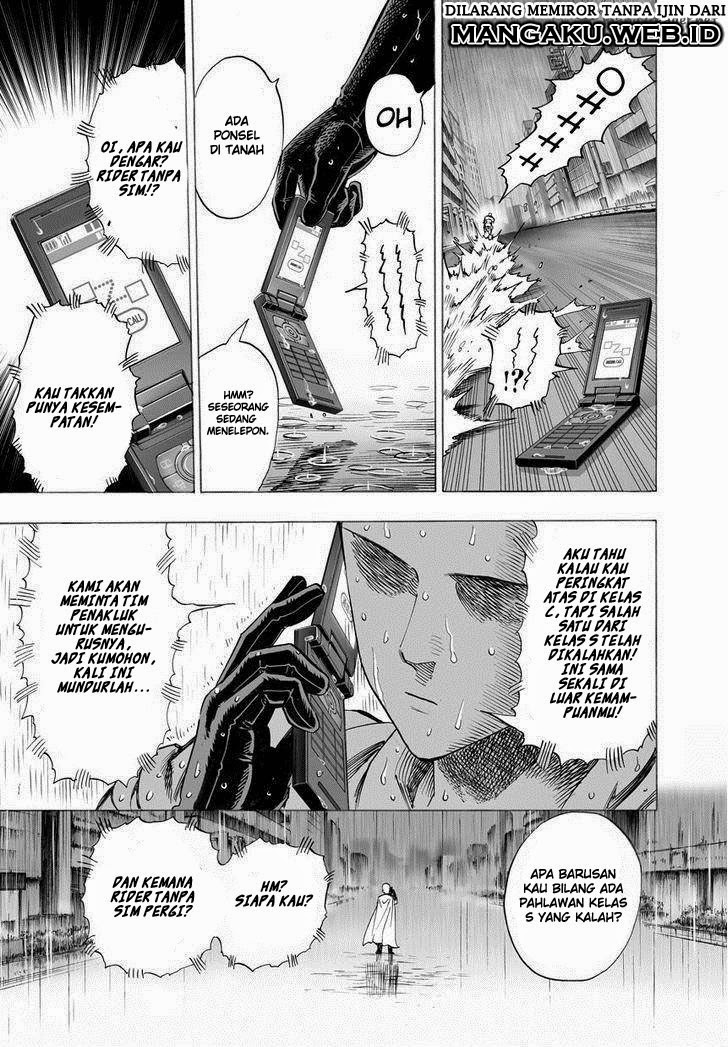 DILARANG MEMIROR TANPA IJIN DARI
MANGAKU.WEB.ID
OH
!?
OH
ADA
PONSEL
DI TANAH
HMM?
SESEORANG
SEDANG
MENELEPON.
OI, APA KAU
DENGAR?
RIDER TANPA
SIM!?
CALL
KAU TAKKAN
PUNYA KESEM-
PATAN!
AKU TAHU
KALAU KAU
PERINGKAT
ATAS DI KELAS
C, TAPI SALAH
SATU DARI
KELAS S TELAH
DIKALAHKAN!
INI SAMA
SEKALI DI
LUAR KEMAM-
PUANMU!
KAMI AKAN
MEMINTA TIM
PENAKLUK
UNTUK MENGU-
RUSNYA,
JADI KUMOHON,
KALI INI
MUNDURLAH...
APA BARUSAN
KAU BILANG ADA
PAHLAWAN KELAS
S YANG KALAH?
HM?
SIAPA KAU?
DAN KEMANA
RIDER TANPA
SIM PERGI?